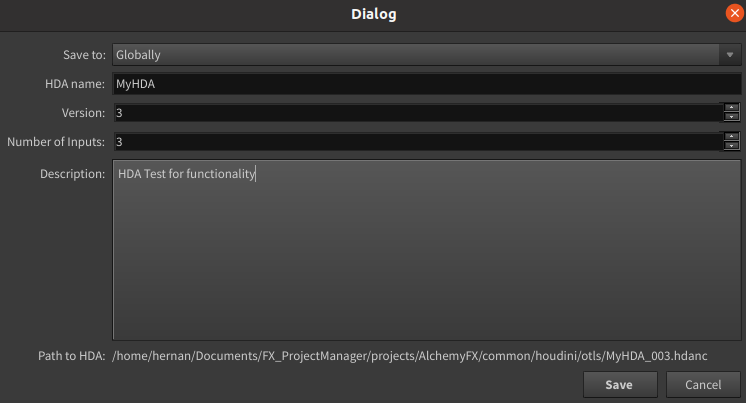 Dialog
Save to: Globally
HDA name: MyHDA
Version: 3
Number of Inputs: 3
Description: HDA Test for functionality
Path to HDA: /home/hernan/Documents/FX_ProjectManager/projects/AlchemyFX/common/houdini/otls/MyHDA_003.hdanc
Save Cancel